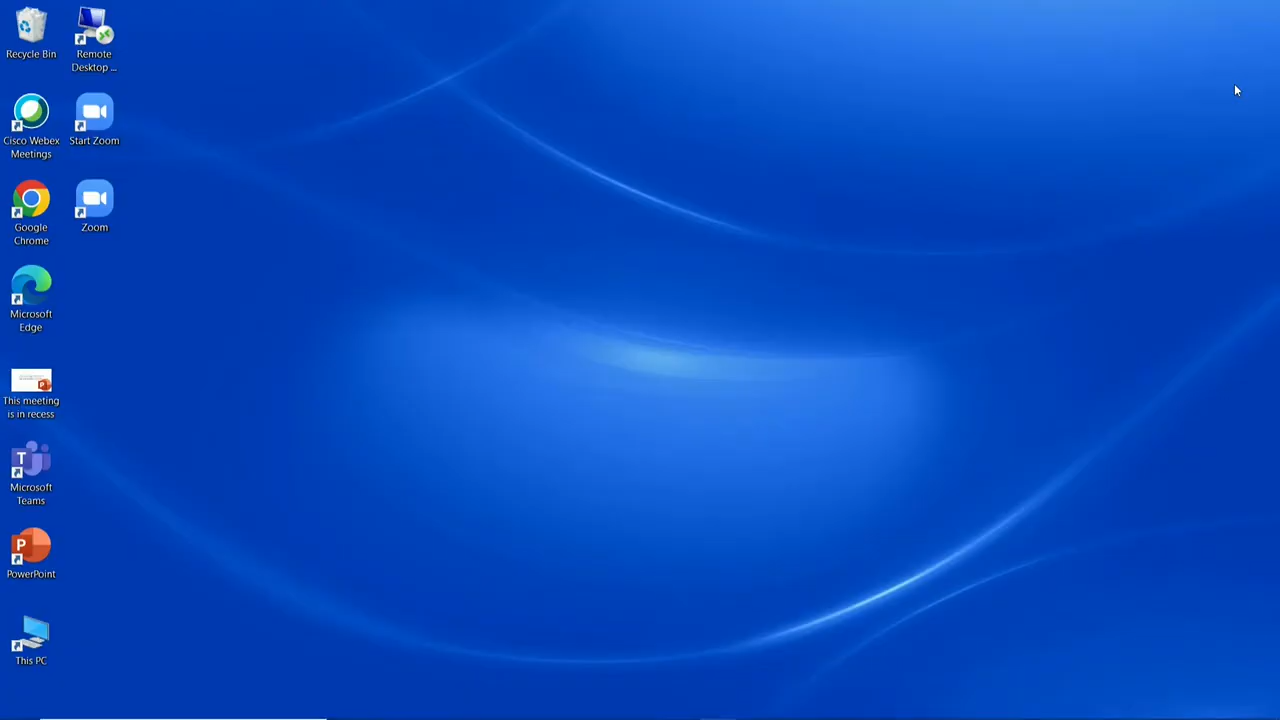 Recycle Bin
Remote
Desktop ...
Cisco Webex
Meetings
Start Zoom
Google
Chrome
Zoom
Microsoft
Edge
This meeting
is in recess
T
Microsoft
Teams
P
PowerPoint
This PC